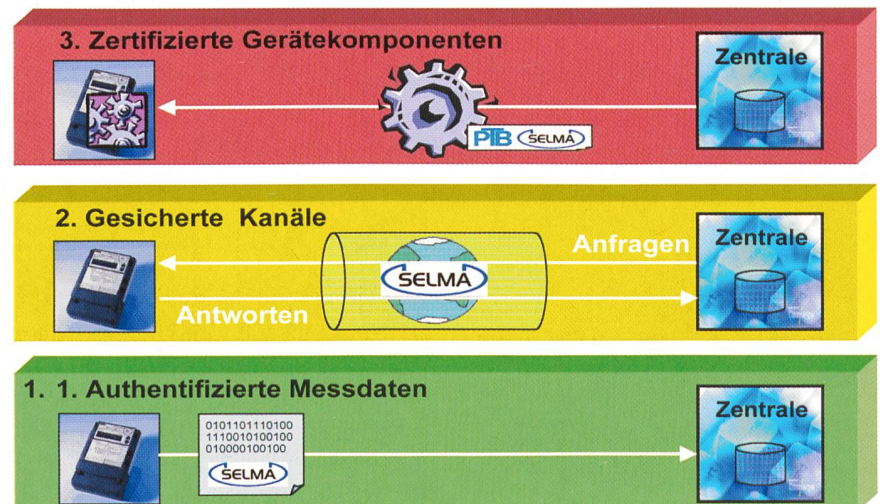 3. Zertifizierte Gerätekomponenten
Zentrale
PTB SELMA
2. Gesicherte Kanäle
Anfragen
Zentrale
SELMA
Antworten
1. 1. Authentifizierte Messdaten
Zentrale
0101101110100
1110010100100
010000100100
SELMA